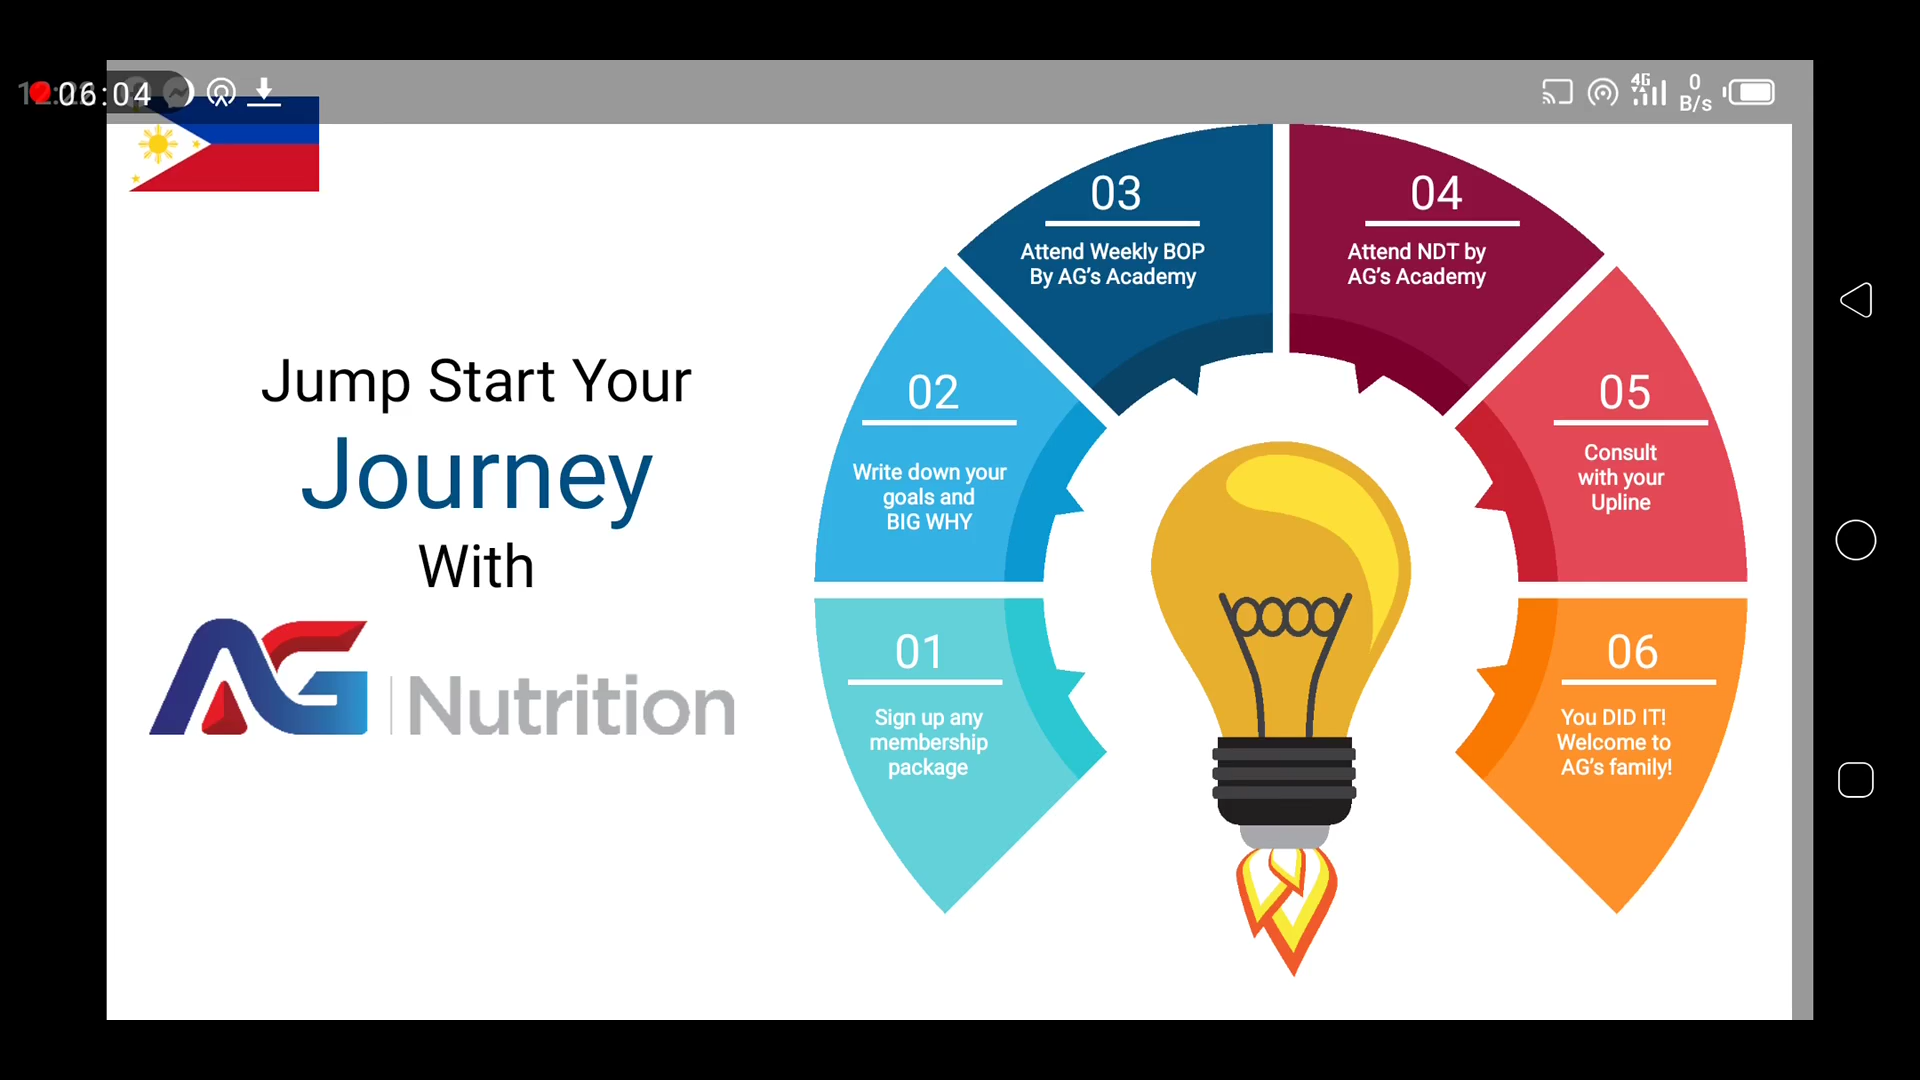 06:04
4G
0
B/s
Jump Start Your
Journey
With
AG Nutrition
01
Sign up any
membership
package
02
Write down your
goals and
BIG WHY
03
Attend Weekly BOP
By AG's Academy
04
Attend NDT by
AG's Academy
05
Consult
with your
Upline
06
You DID IT!
Welcome to
AG's family!